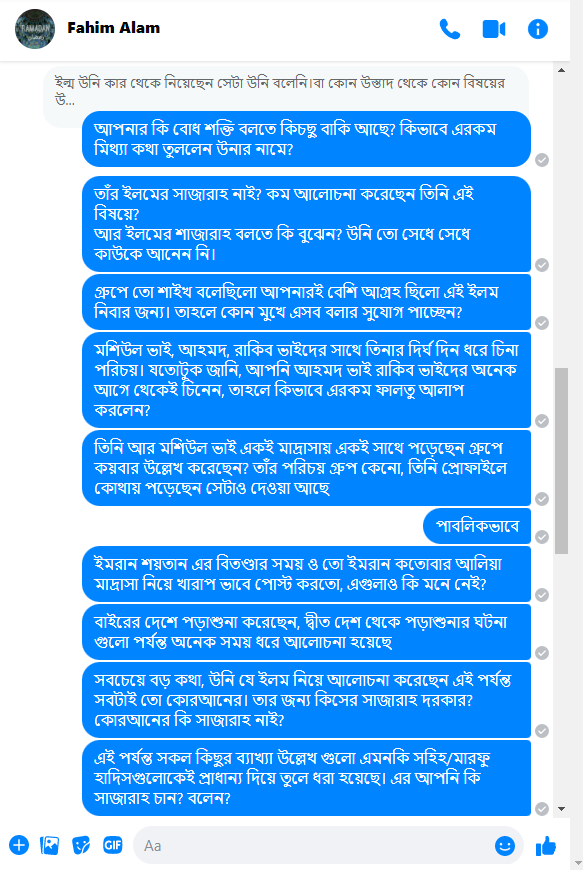 Fahim Alam
ইল্ম উনি কার থেকে নিয়েছেন সেটা উনি বলেনি।বা কোন উস্তাদ থেকে কোন বিষয়ের
উ...
আপনার কি বোধ শক্তি বলতে কিচছু বাকি আছে? কিভাবে এরকম
মিথ্যা কথা তুললেন উনার নামে?
তাঁর ইলমের সাজারাহ নাই? কম আলোচনা করেছেন তিনি এই
বিষয়ে?
আর ইলমের শাজারাহ বলতে কি বুঝেন? উনি তো সেধে সেধে
কাউকে আনেন নি।
গ্রুপে তো শাইখ বলেছিলো আপনারই বেশি আগ্রহ ছিলো এই ইলম
নিবার জন্য। তাহলে কোন মুখে এসব বলার সুযোগ পাচ্ছেন?
মশিউল ভাই, আহমদ, রাকিব ভাইদের সাথে তিনার দির্ঘ দিন ধরে চিনা
পরিচয়। যতোটুক জানি, আপনি আহমদ ভাই রাকিব ভাইদের অনেক
আগে থেকেই চিনেন, তাহলে কিভাবে এরকম ফালতু আলাপ
করলেন?
তিনি আর মশিউল ভাই একই মাদ্রাসায় একই সাথে পড়েছেন গ্রুপে
কয়বার উল্লেখ করেছেন? তাঁর পরিচয় গ্রুপ কেনো, তিনি প্রোফাইলে
কোথায় পড়েছেন সেটাও দেওয়া আছে
পাবলিকভাবে
ইমরান শয়তান এর বিতণ্ডার সময় ও তো ইমরান কতোবার আলিয়া
মাদ্রাসা নিয়ে খারাপ ভাবে পোস্ট করতো, এগুলাও কি মনে নেই?
বাইরের দেশে পড়াশুনা করেছেন, দ্বীত দেশ থেকে পড়াশুনার ঘটনা
গুলো পর্যন্ত অনেক সময় ধরে আলোচনা হয়েছে
সবচেয়ে বড় কথা, উনি যে ইলম নিয়ে আলোচনা করেছেন এই পর্যন্ত
সবটাই তো কোরআনের। তার জন্য কিসের সাজারাহ দরকার?
কোরআনের কি সাজারাহ নাই?
এই পর্যন্ত সকল কিছুর ব্যাখ্যা উল্লেখ গুলো এমনকি সহিহ/মারফু
হাদিসগুলোকেই প্রাধান্য দিয়ে তুলে ধরা হয়েছে। এর আপনি কি
সাজারাহ চান? বলেন?
GIF
Aa